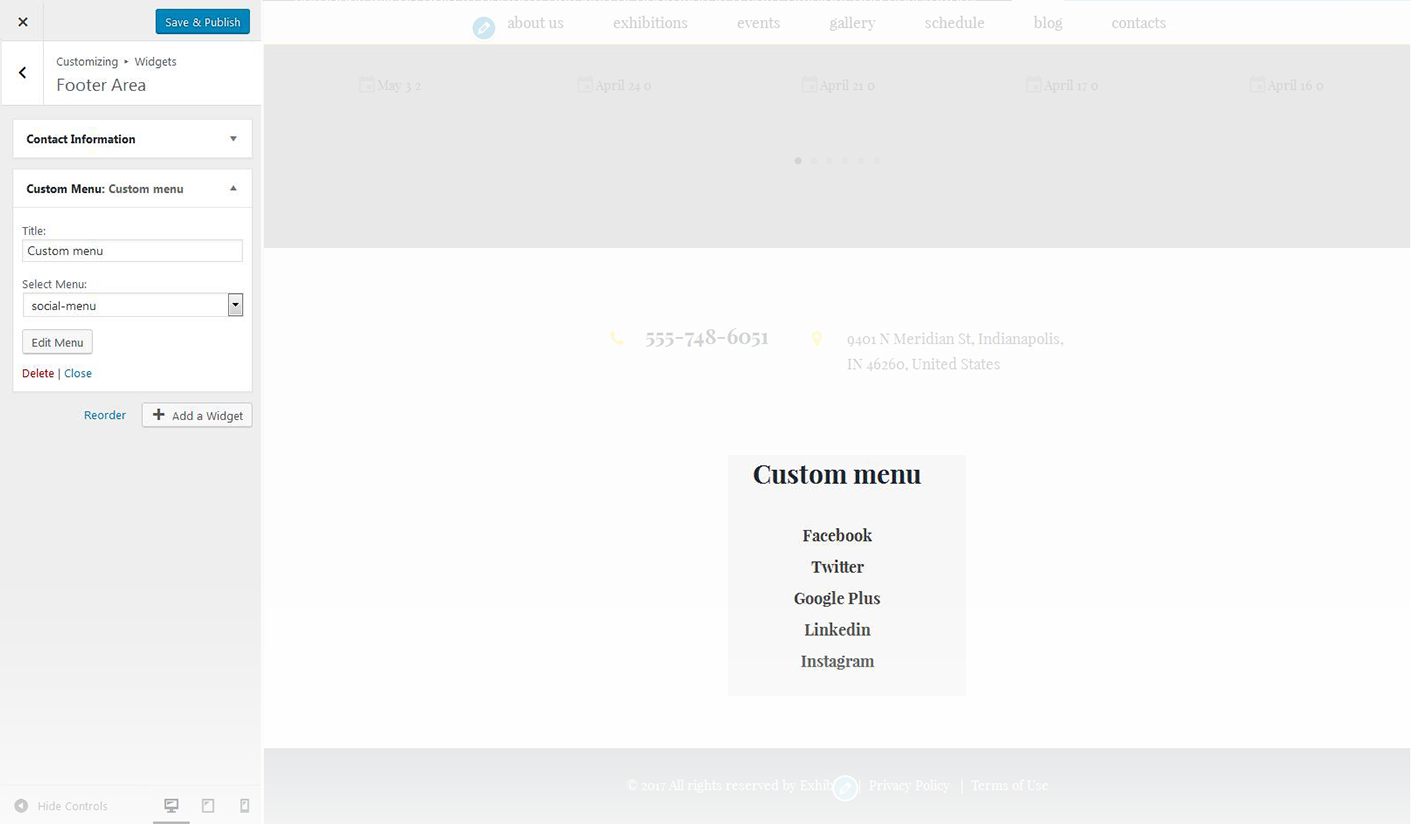 Save & Publish
Customizing ▸ Widgets
Footer Area
Contact Information
Custom Menu: Custom menu
Title:
Custom menu
Select Menu:
social-menu
Edit Menu
Delete | Close
Reorder
Add a Widget
Hide Controls
about us exhibitions events gallery schedule blog contacts
May 3 2 April 24 0 April 21 0 April 17 0 April 16 0
555-748-6051
9401 N Meridian St, Indianapolis,
IN 46260, United States
Custom menu
Facebook
Twitter
Google Plus
Linkedin
Instagram
© 2017 All rights reserved by Exhib | Privacy Policy | Terms of Use